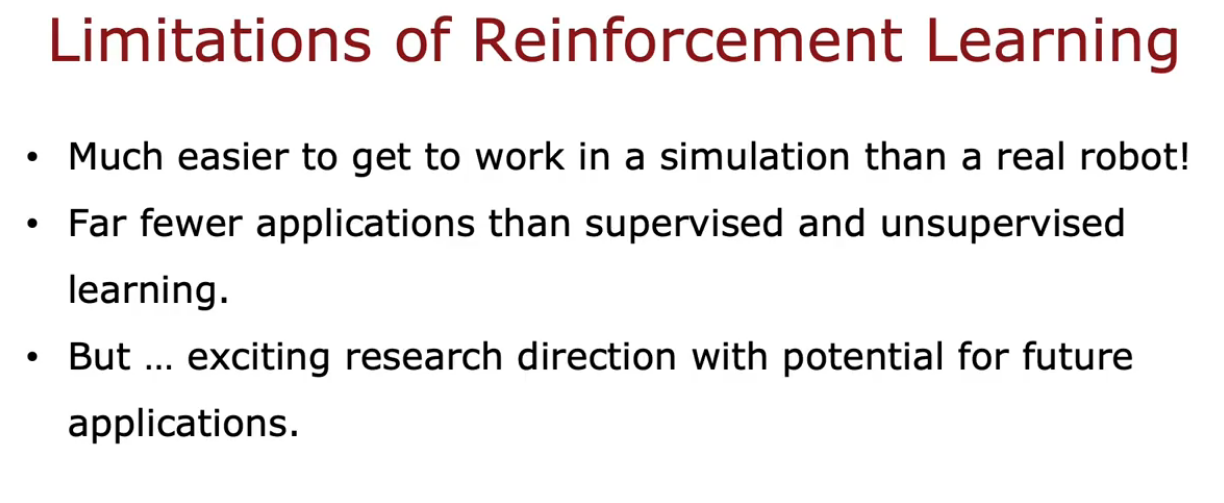 Limitations of Reinforcement Learning
• Much easier to get to work in a simulation than a real robot!
• Far fewer applications than supervised and unsupervised
learning.
• But ... exciting research direction with potential for future
applications.